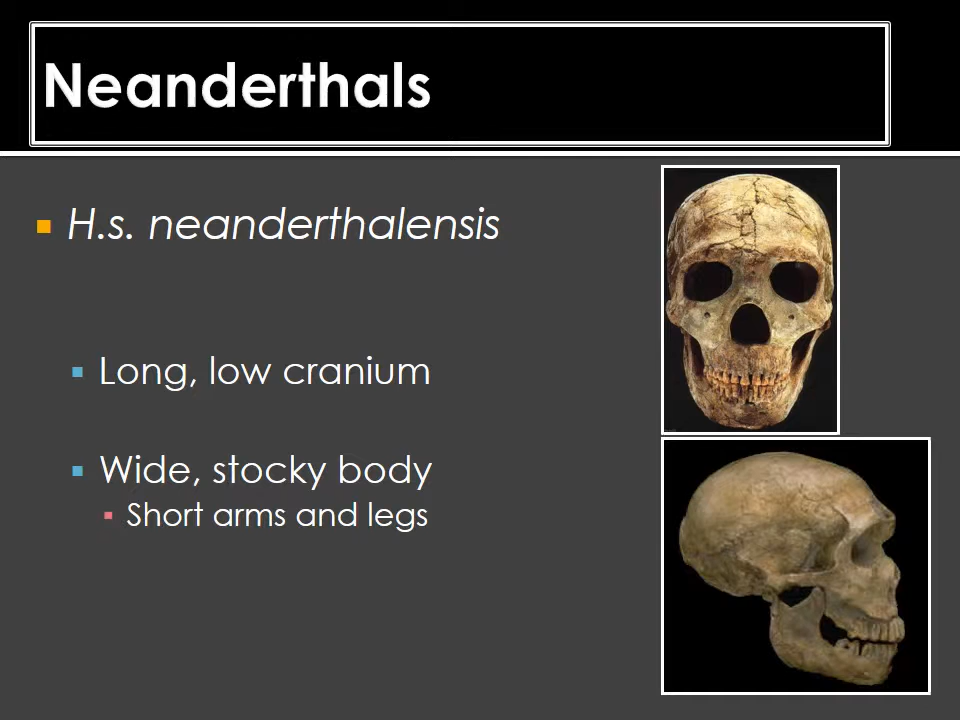 Neanderthals
H.s. neanderthalensis
Long, low cranium
Wide, stocky body
Short arms and legs